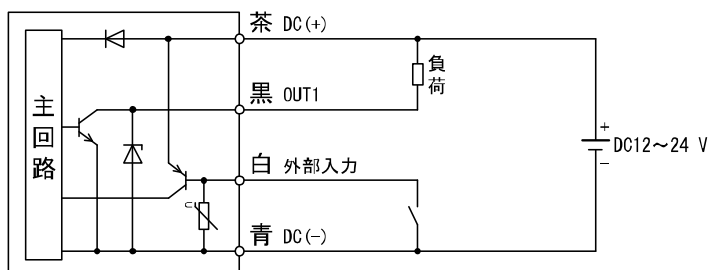 茶 DC(+)
負荷
主回路
黒 OUT1
+
DC12～24 V
−
白 外部入力
U
青 DC(−)